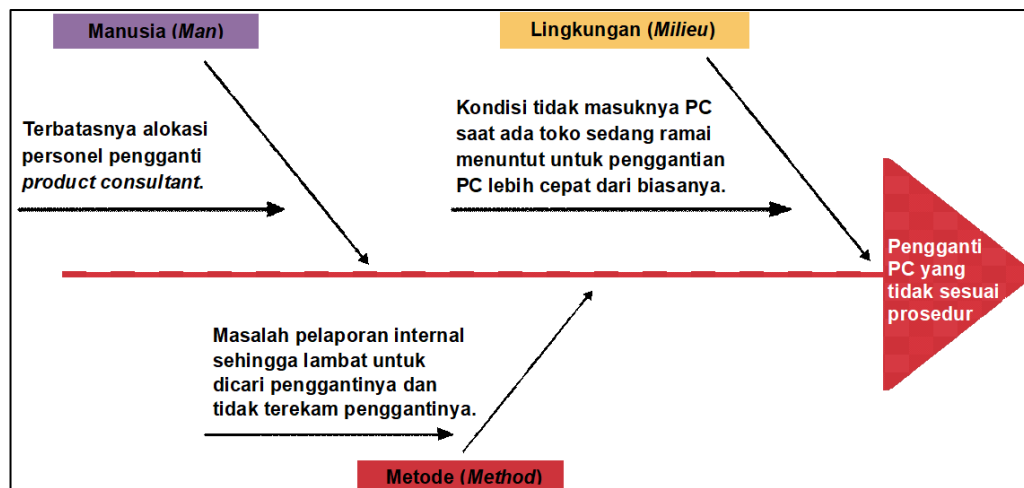 Manusia (Man)
Lingkungan (Milieu)
Terbatasnya alokasi
personel pengganti
product consultant.
Kondisi tidak masuknya PC
saat ada toko sedang ramai
menuntut untuk penggantian
PC lebih cepat dari biasanya.
Pengganti
PC yang
tidak sesuai
prosedur
Masalah pelaporan internal
sehingga lambat untuk
dicari penggantinya dan
tidak terekam penggantinya.
Metode (Method)